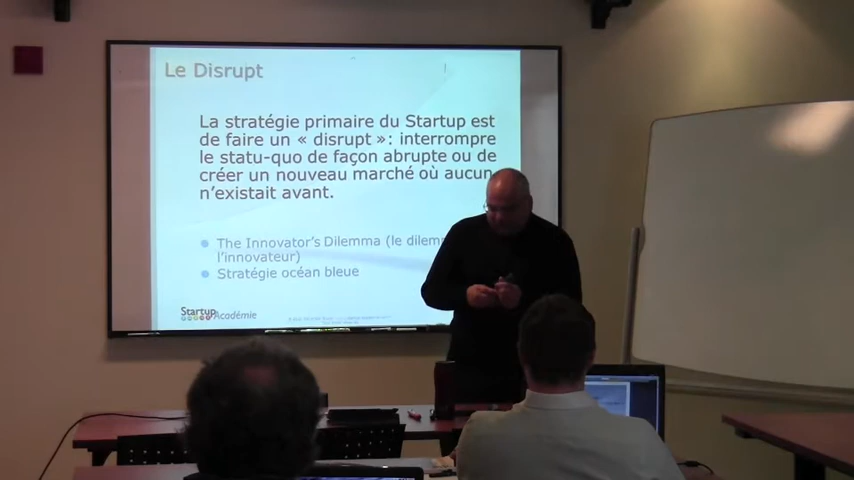 Le Disrupt
La stratégie primaire du Startup est
de faire un « disrupt »: interrompre
le statu-quo de façon abrupte ou de
créer un nouveau marché où aucun
n'existait avant.
The Innovator's Dilemma (le dilem
l'innovateur)
Stratégie océan bleue
Startup Académie